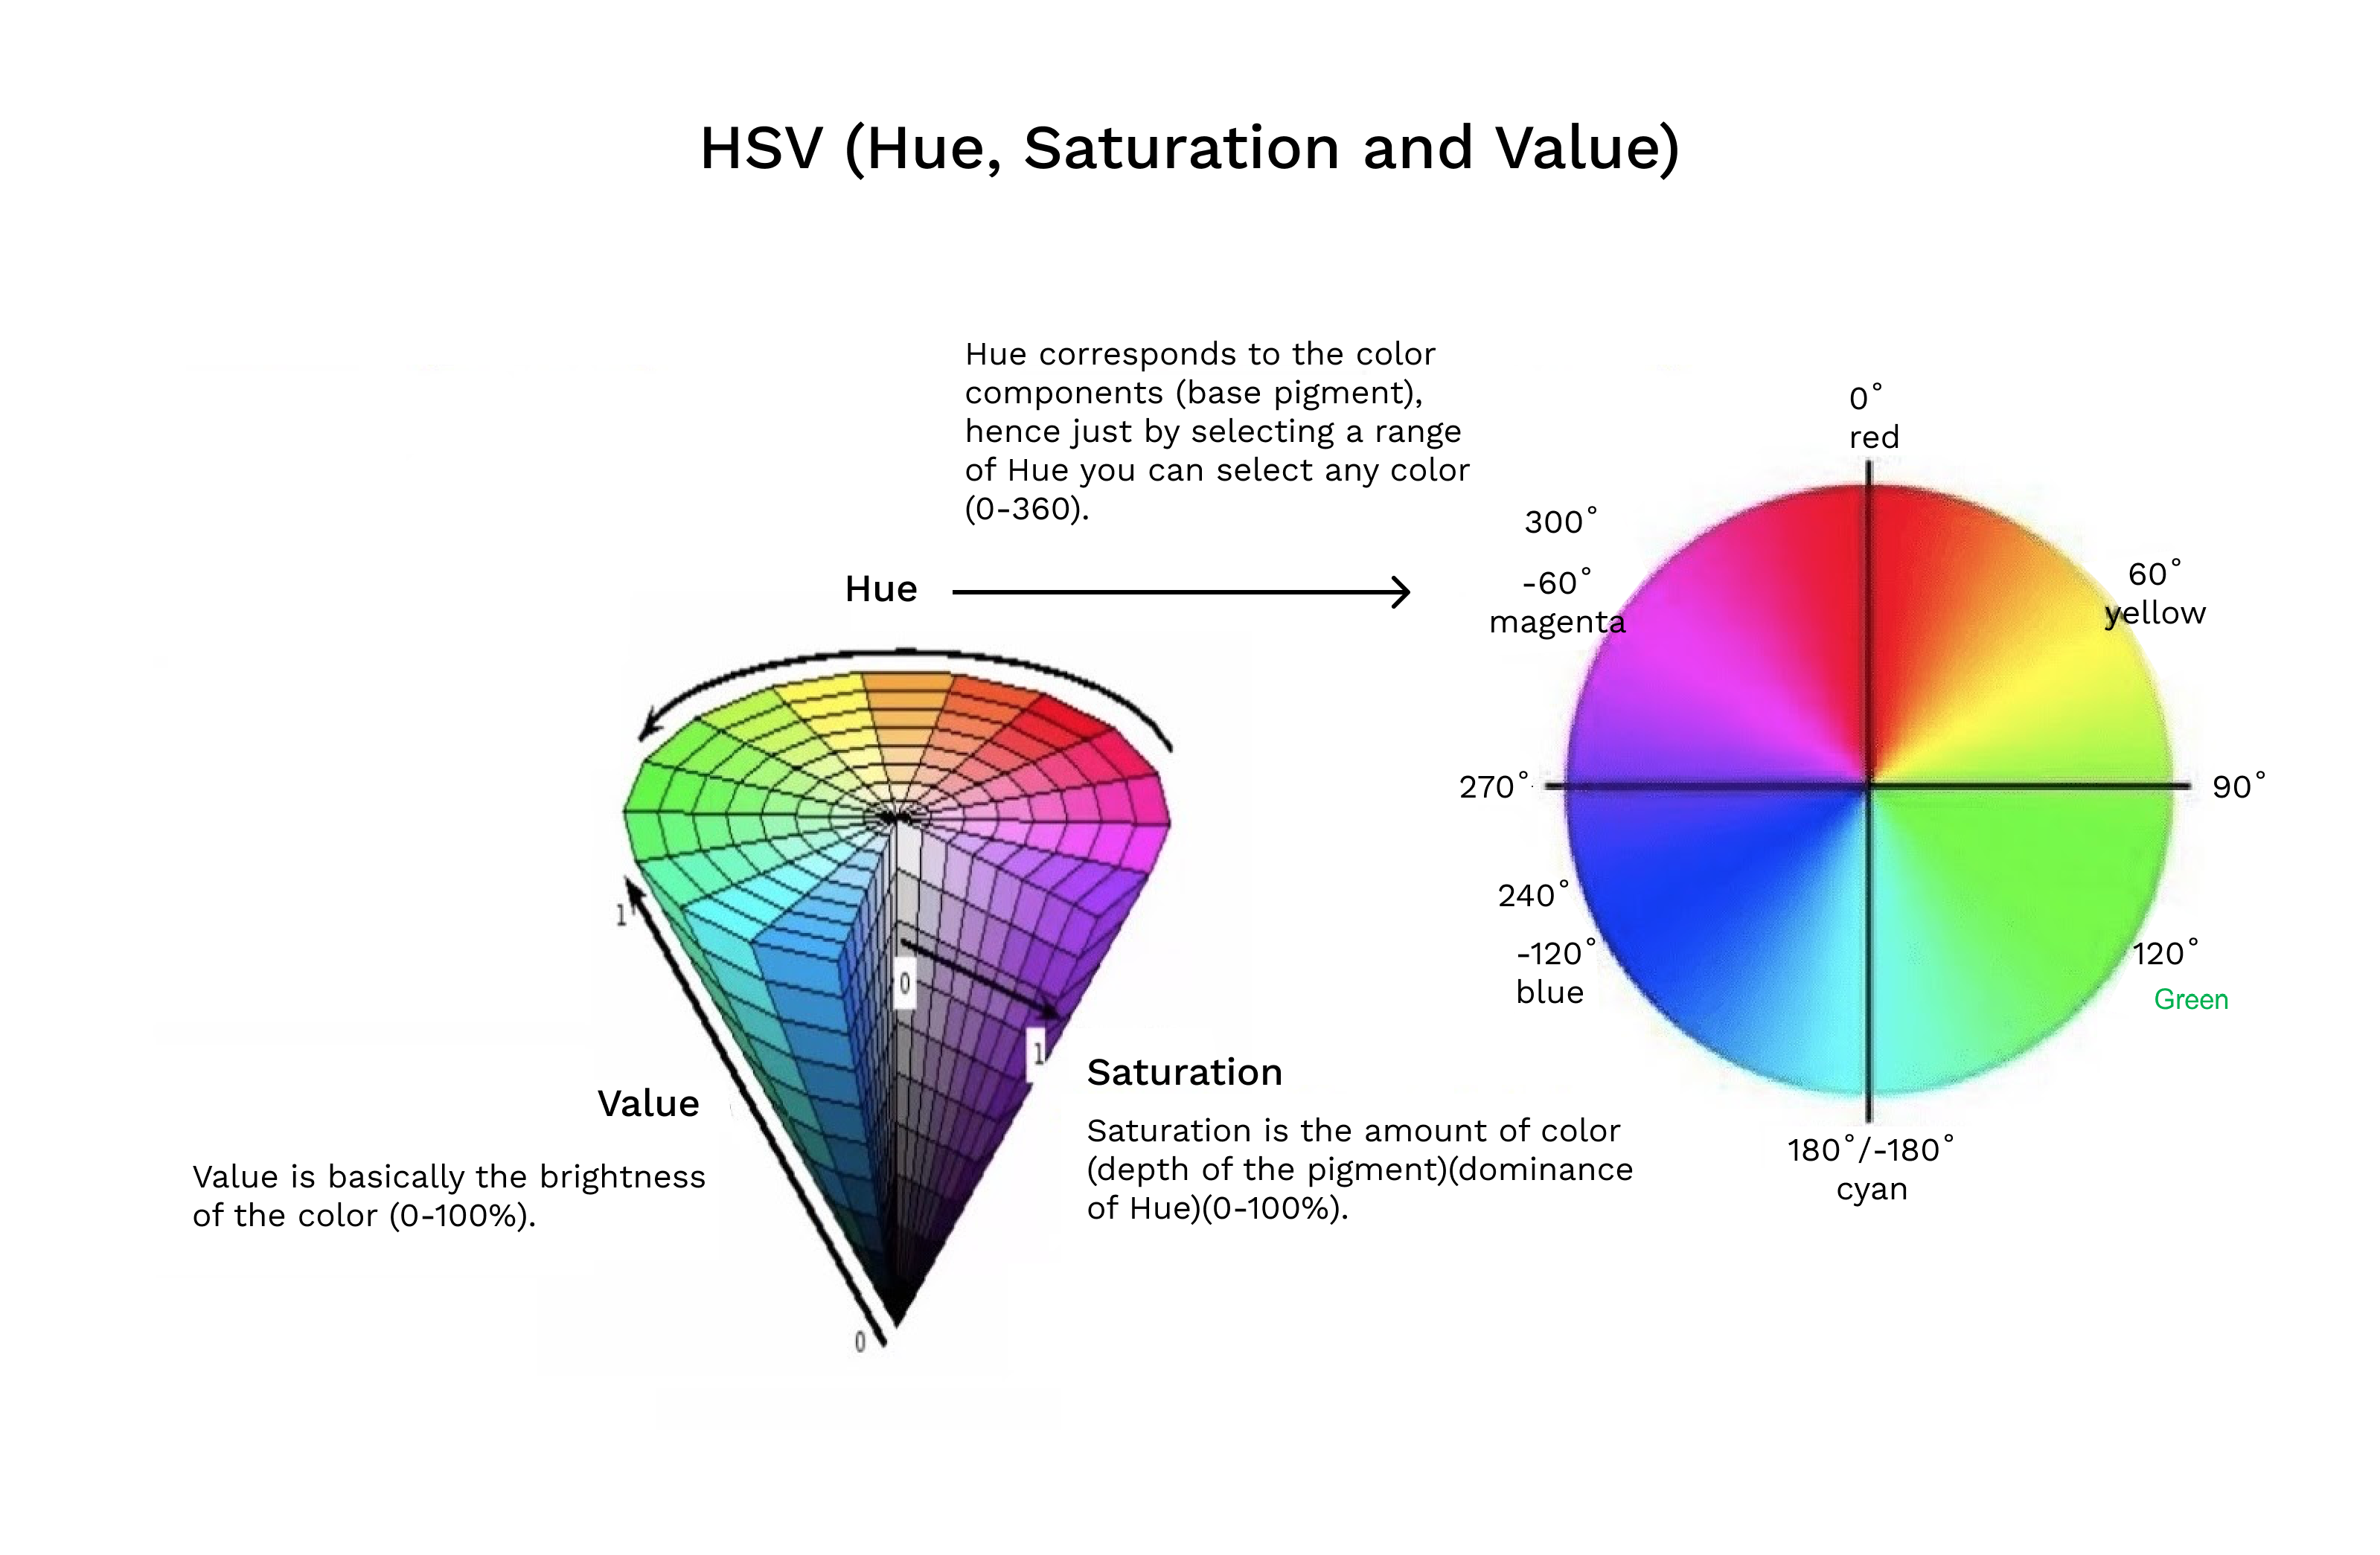 HSV (Hue, Saturation and Value)
Hue corresponds to the color
components (base pigment),
hence just by selecting a range
of Hue you can select any color
(0-360).
Hue
0°
red
300°
-60°
magenta
60°
yellow
270°
90°
240°
-120°
blue
120°
Green
180°/-180°
cyan
1
0
1
0
Value
Value is basically the brightness
of the color (0-100%).
Saturation
Saturation is the amount of color
(depth of the pigment)(dominance
of Hue)(0-100%).